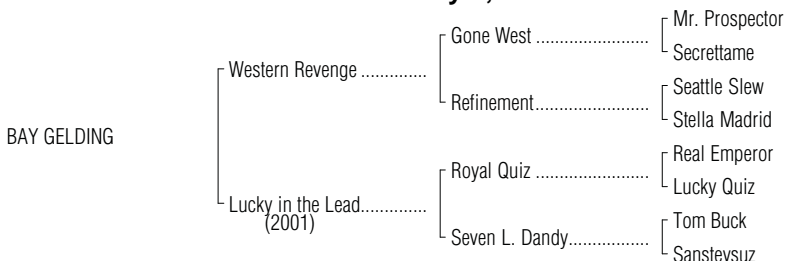 Mr. Prospector
Gone West .......................
Secrettame
Western Revenge ..............
Seattle Slew
Refinement.......................
Stella Madrid
BAY GELDING
Real Emperor
Royal Quiz .......................
Lucky Quiz
Lucky in the Lead..............
(2001)
Tom Buck
Seven L. Dandy.................
Sansteysuz